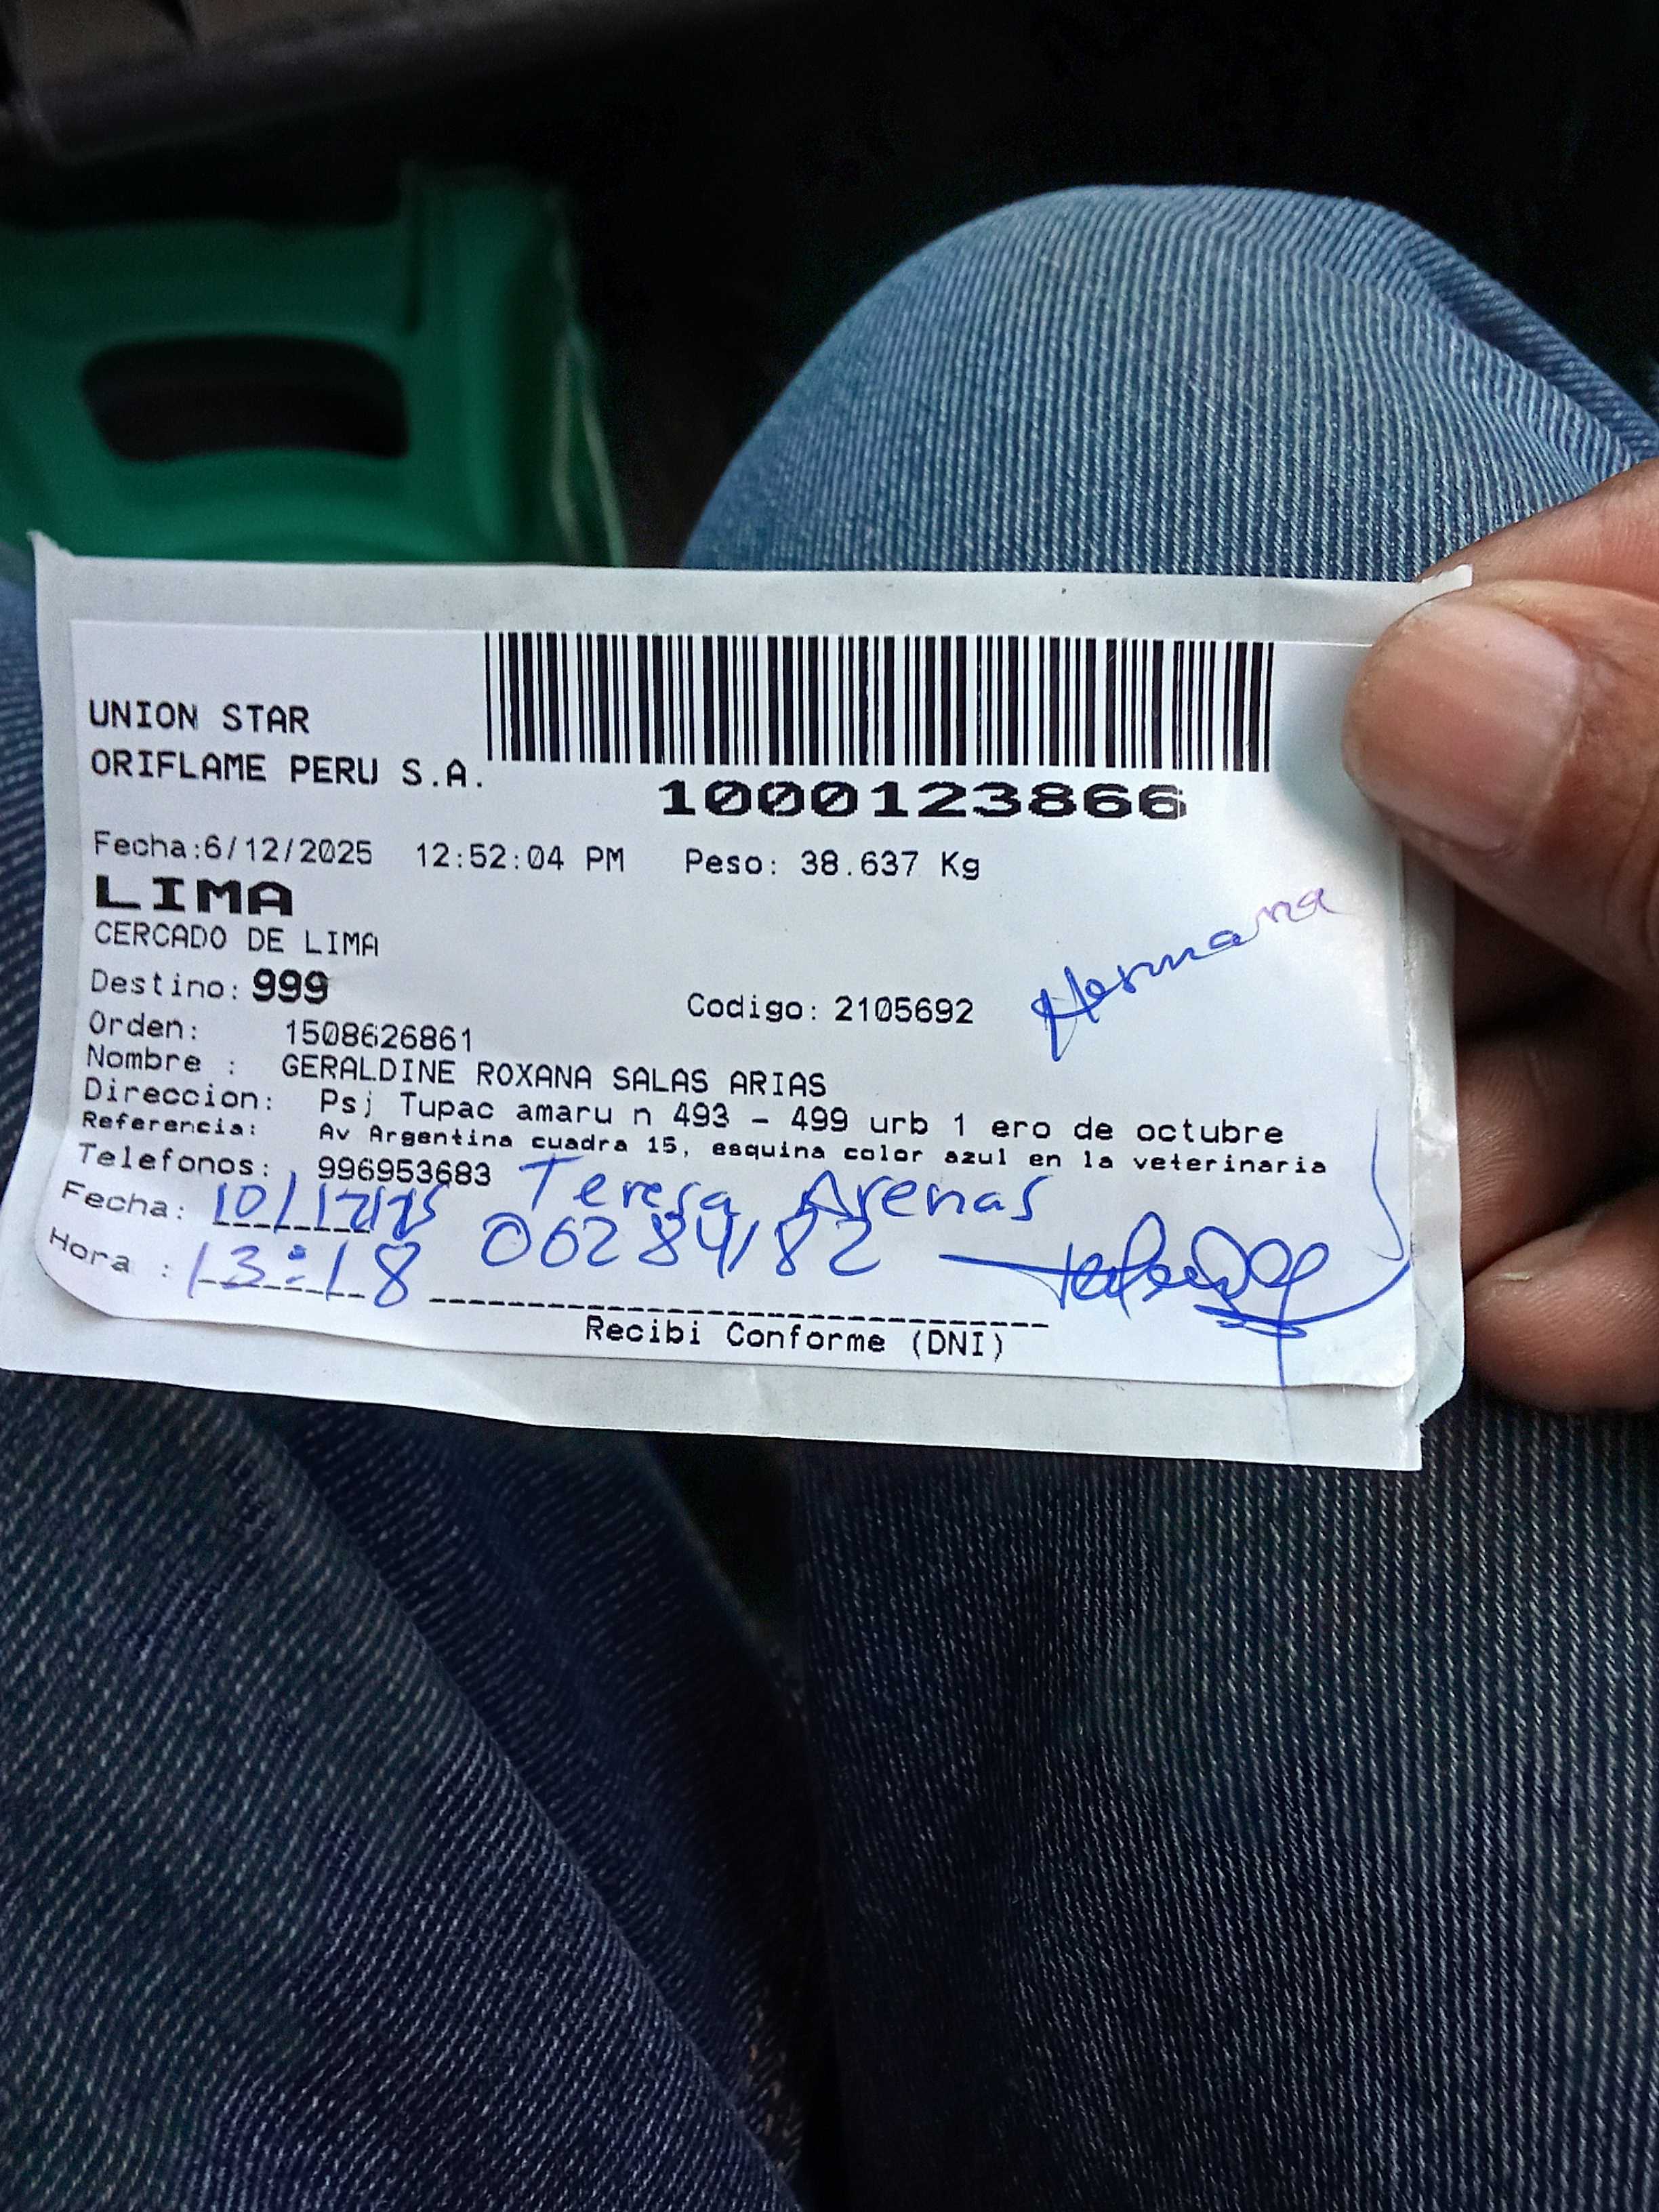 UNION STAR
ORIFLAME PERU S.A.
1000123866
Fecha:6/12/2025 12:52:04 PM Peso: 38.637 Kg
LIMA
CERCADO DE LIMA
Hermana
Destino: 999 Codigo: 2105692
Orden: 1508626861
Nombre : GERALDINE ROXANA SALAS ARIAS
Direccion: Psj Tupac amaru n 493 - 499 urb 1 ero de octubre
Referencia: Av Argentina cuadra 15, esquina color azul en la veterinaria
Telefonos: 996953683 Teresa Arenas
Fecha: 10/12/25 06284182
Hora : 13:18
Recibi Conforme (DNI)